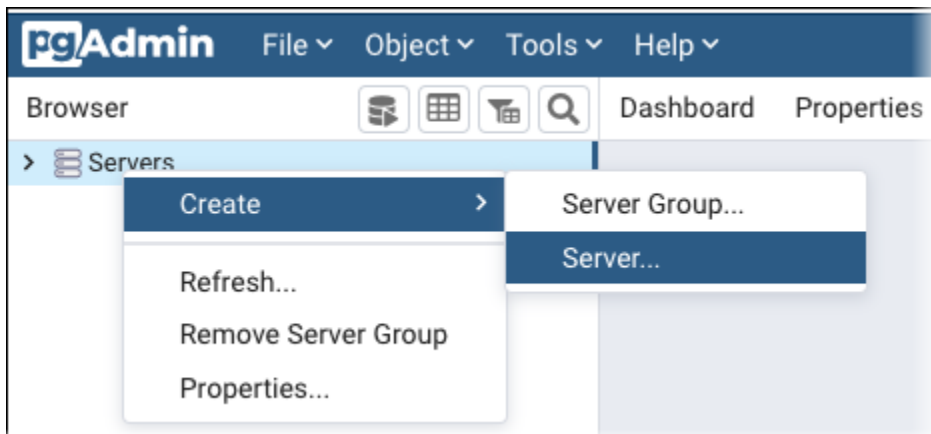 pgAdmin File Object Tools Help
Browser Dashboard Properties
Servers
Create Server Group...
Server...
Refresh...
Remove Server Group
Properties...